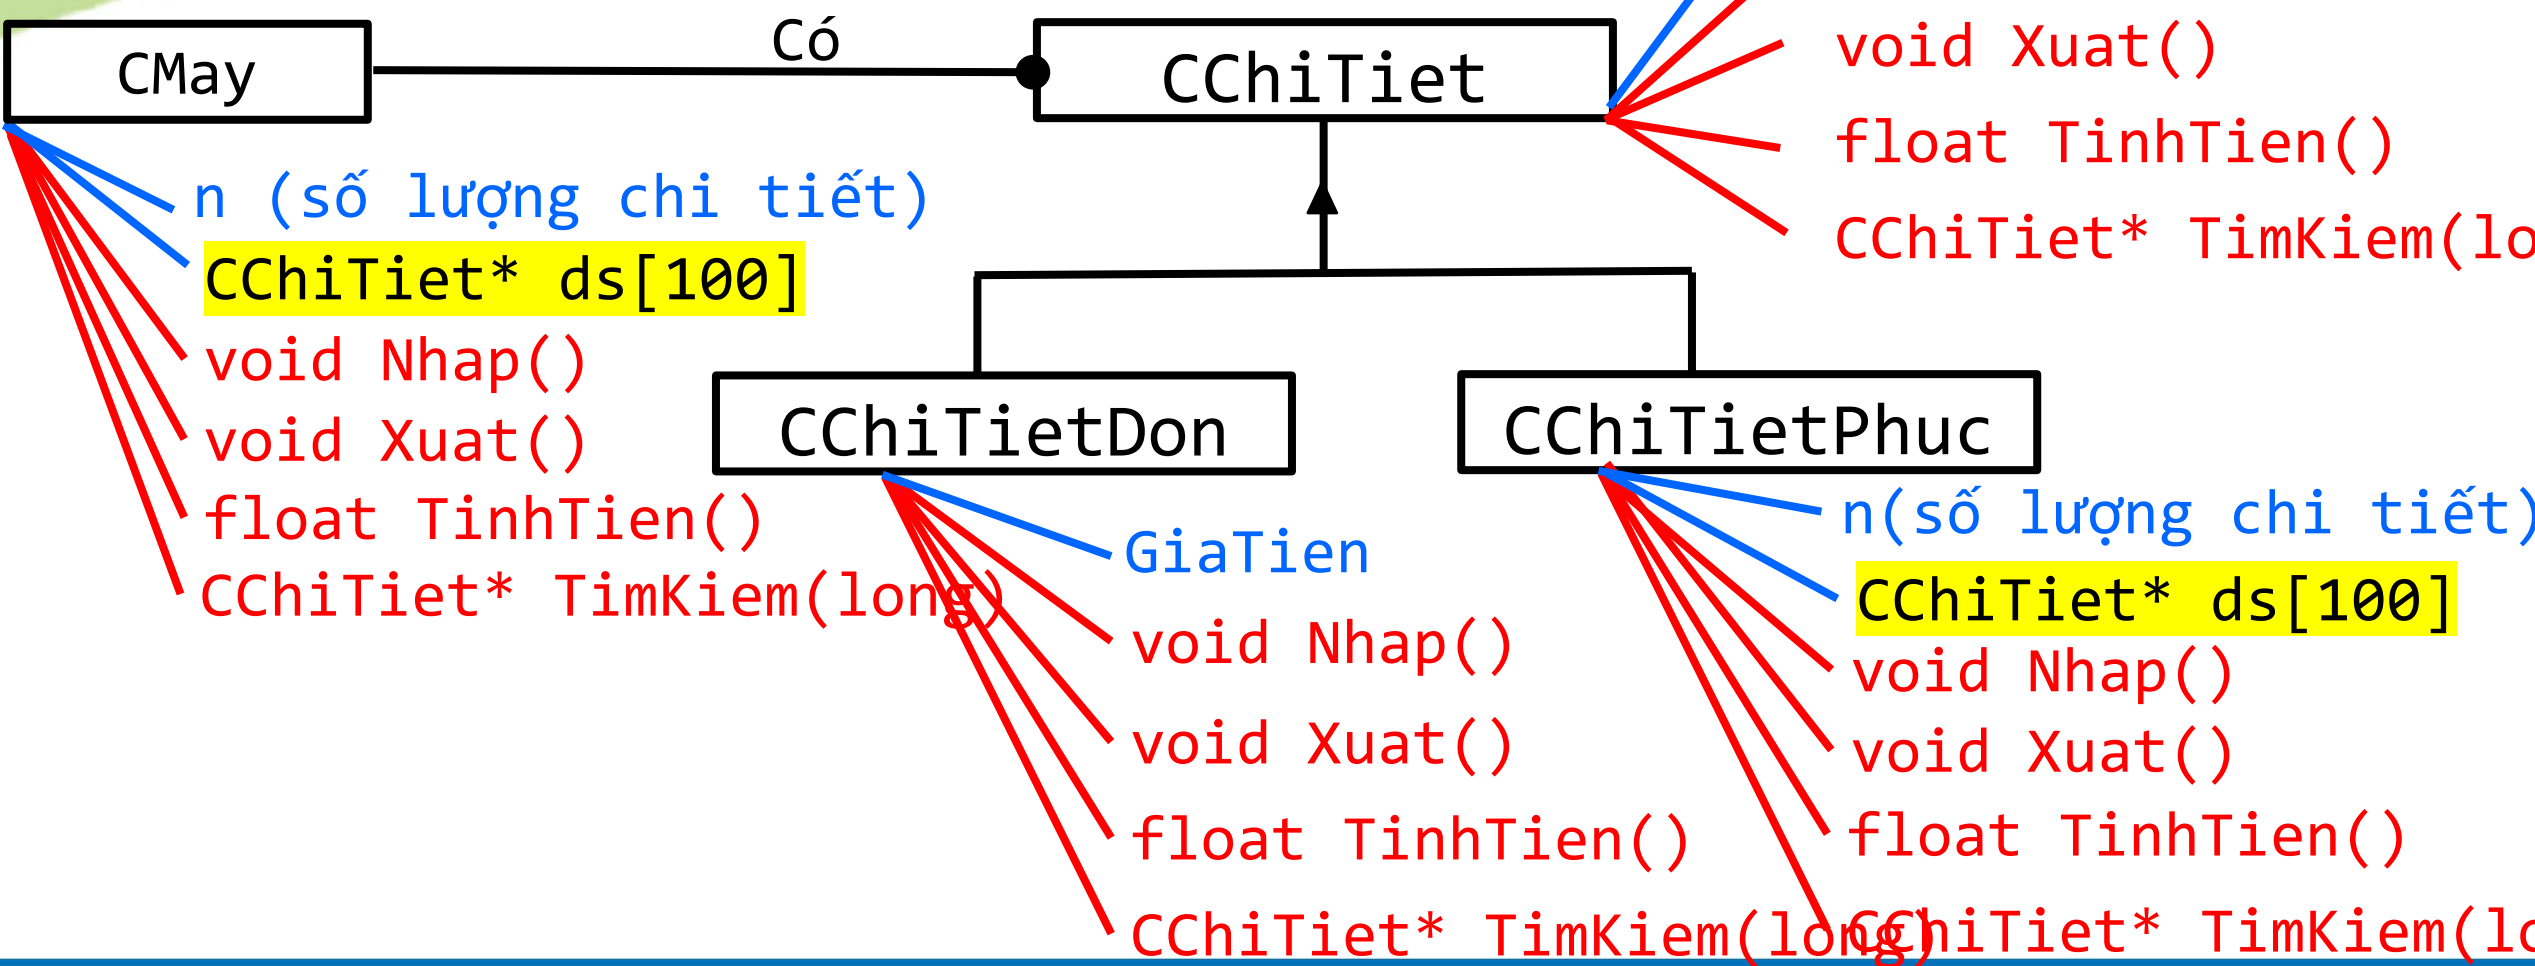 CMay
Có
CChiTiet
void Xuat()
float TinhTien()
CChiTiet* TimKiem(lo
n (số lượng chi tiết)
CChiTiet* ds[100]
void Nhap()
void Xuat()
float TinhTien()
CChiTiet* TimKiem(long)
CChiTietDon
GiaTien
void Nhap()
void Xuat()
float TinhTien()
CChiTiet* TimKiem(long)
CChiTietPhuc
n(số lượng chi tiết)
CChiTiet* ds[100]
void Nhap()
void Xuat()
float TinhTien()
CChiTiet* TimKiem(lo